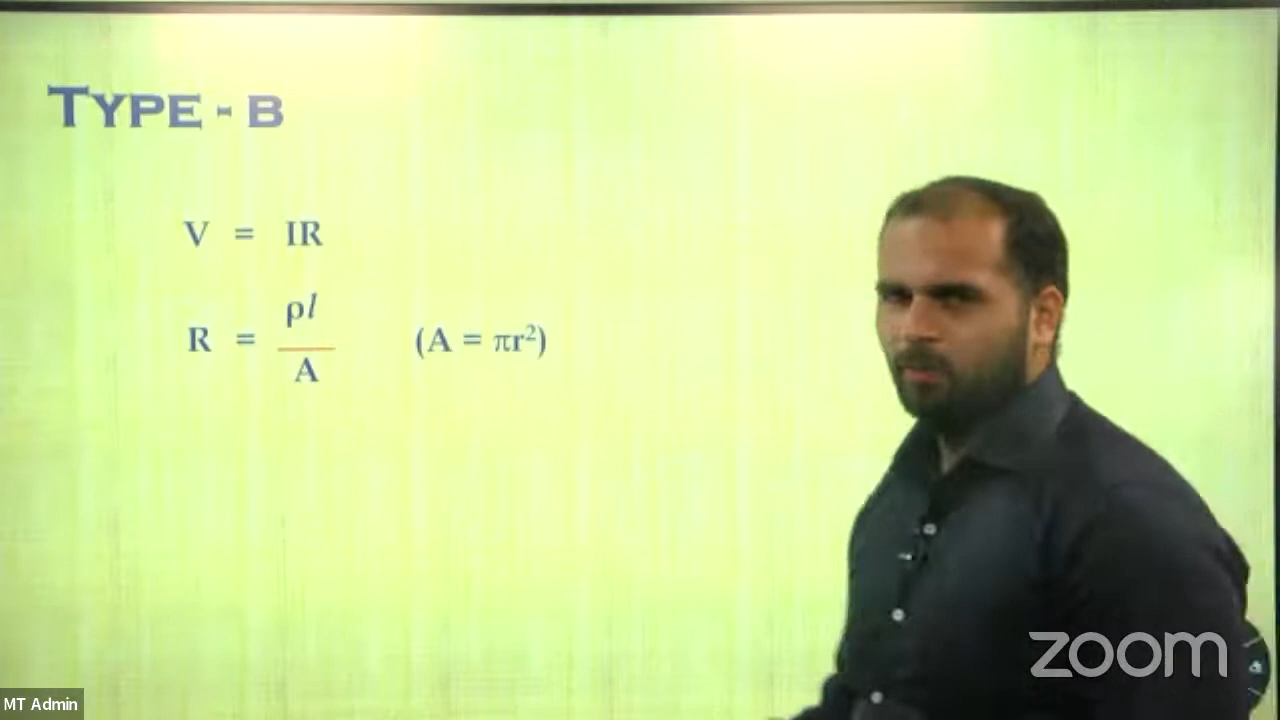 TYPE - B
V = IR
R = ρl / A (A = πr²)
zoom
MT Admin